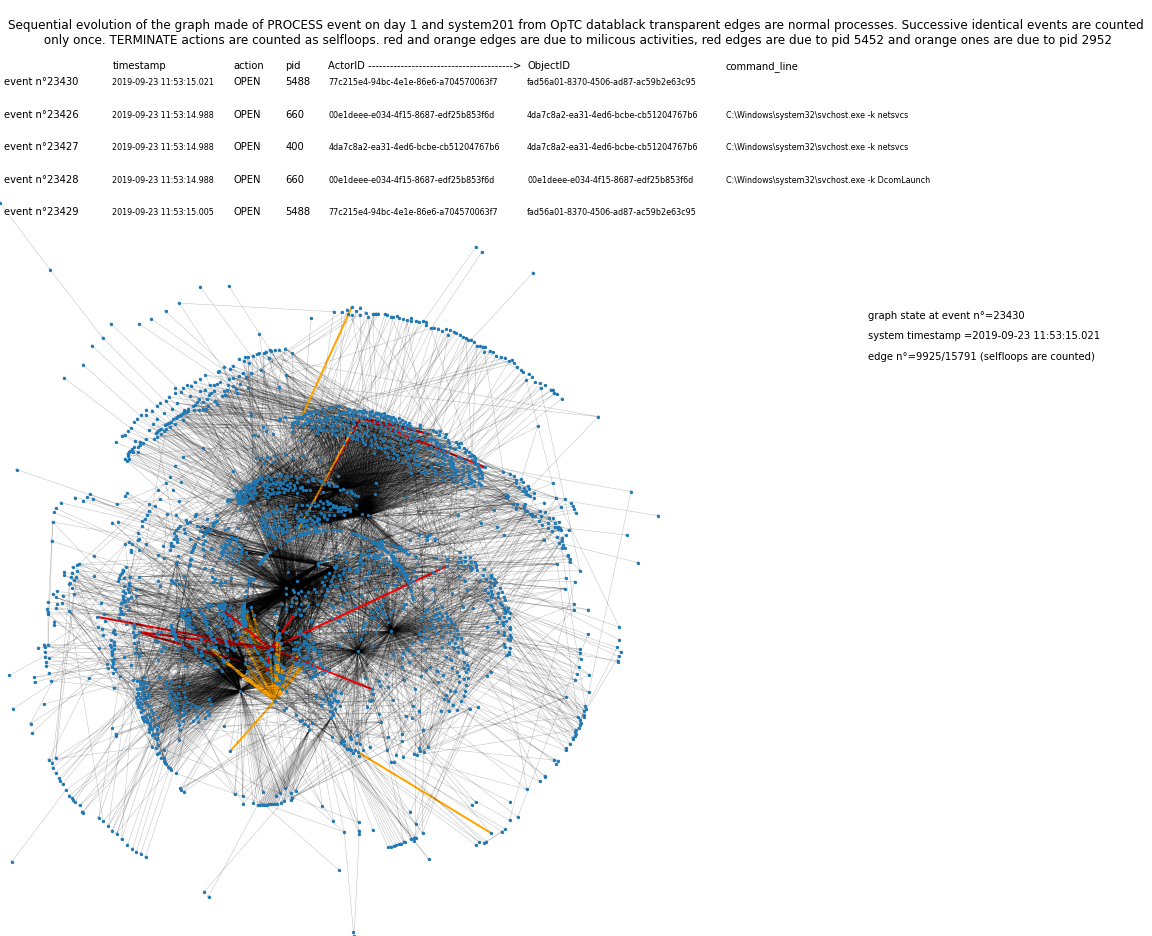 Sequential evolution of the graph made of PROCESS event on day 1 and system201 from OpTC datablack transparent edges are normal processes. Successive identical events are counted
only once. TERMINATE actions are counted as selfloops. red and orange edges are due to milicous activities, red edges are due to pid 5452 and orange ones are due to pid 2952
timestamp action pid ActorID ----------------------------------------> ObjectID command_line
event n°23430 2019-09-23 11:53:15.021 OPEN 5488 77c215e4-94bc-4e1e-86e6-a704570063f7 fad56a01-8370-4506-ad87-ac59b2e63c95
event n°23426 2019-09-23 11:53:14.988 OPEN 660 00e1deee-e034-4f15-8687-edf25b853f6d 4da7c8a2-ea31-4ed6-bcbe-cb51204767b6 C:\Windows\system32\svchost.exe -k netsvcs
event n°23427 2019-09-23 11:53:14.988 OPEN 400 4da7c8a2-ea31-4ed6-bcbe-cb51204767b6 4da7c8a2-ea31-4ed6-bcbe-cb51204767b6 C:\Windows\system32\svchost.exe -k netsvcs
event n°23428 2019-09-23 11:53:14.988 OPEN 660 00e1deee-e034-4f15-8687-edf25b853f6d 00e1deee-e034-4f15-8687-edf25b853f6d C:\Windows\system32\svchost.exe -k DcomLaunch
event n°23429 2019-09-23 11:53:15.005 OPEN 5488 77c215e4-94bc-4e1e-86e6-a704570063f7 fad56a01-8370-4506-ad87-ac59b2e63c95
graph state at event n°=23430
system timestamp =2019-09-23 11:53:15.021
edge n°=9925/15791 (selfloops are counted)